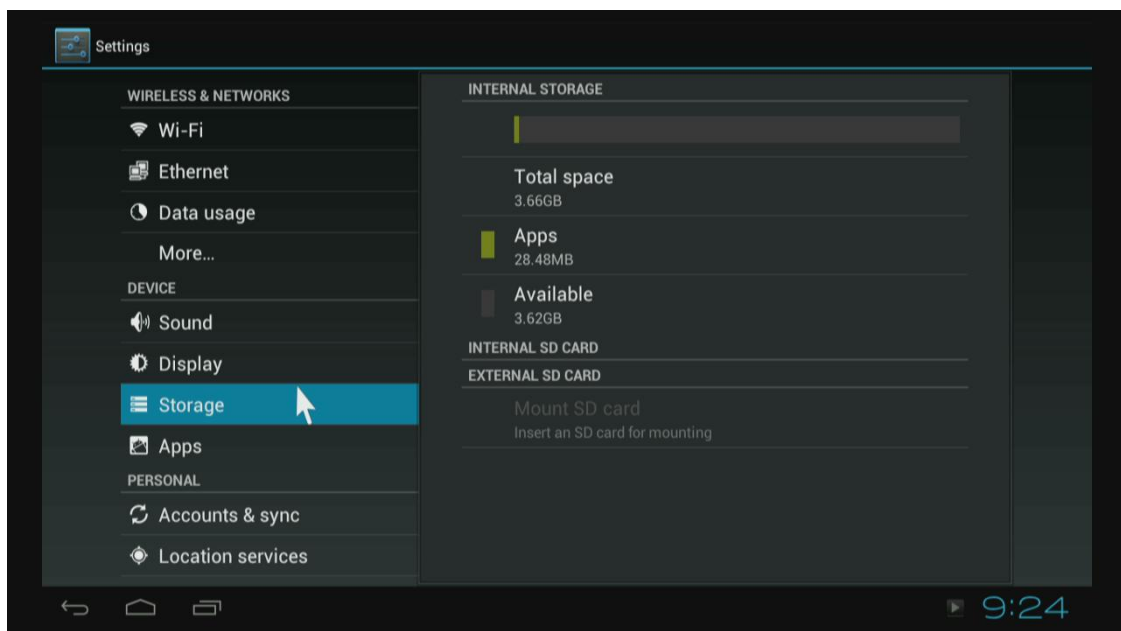 Settings
WIRELESS & NETWORKS
Wi-Fi
Ethernet
Data usage
More...
DEVICE
Sound
Display
Storage
Apps
PERSONAL
Accounts & sync
Location services
INTERNAL STORAGE
Total space
3.66GB
Apps
28.48MB
Available
3.62GB
INTERNAL SD CARD
EXTERNAL SD CARD
Mount SD card
Insert an SD card for mounting
9:24